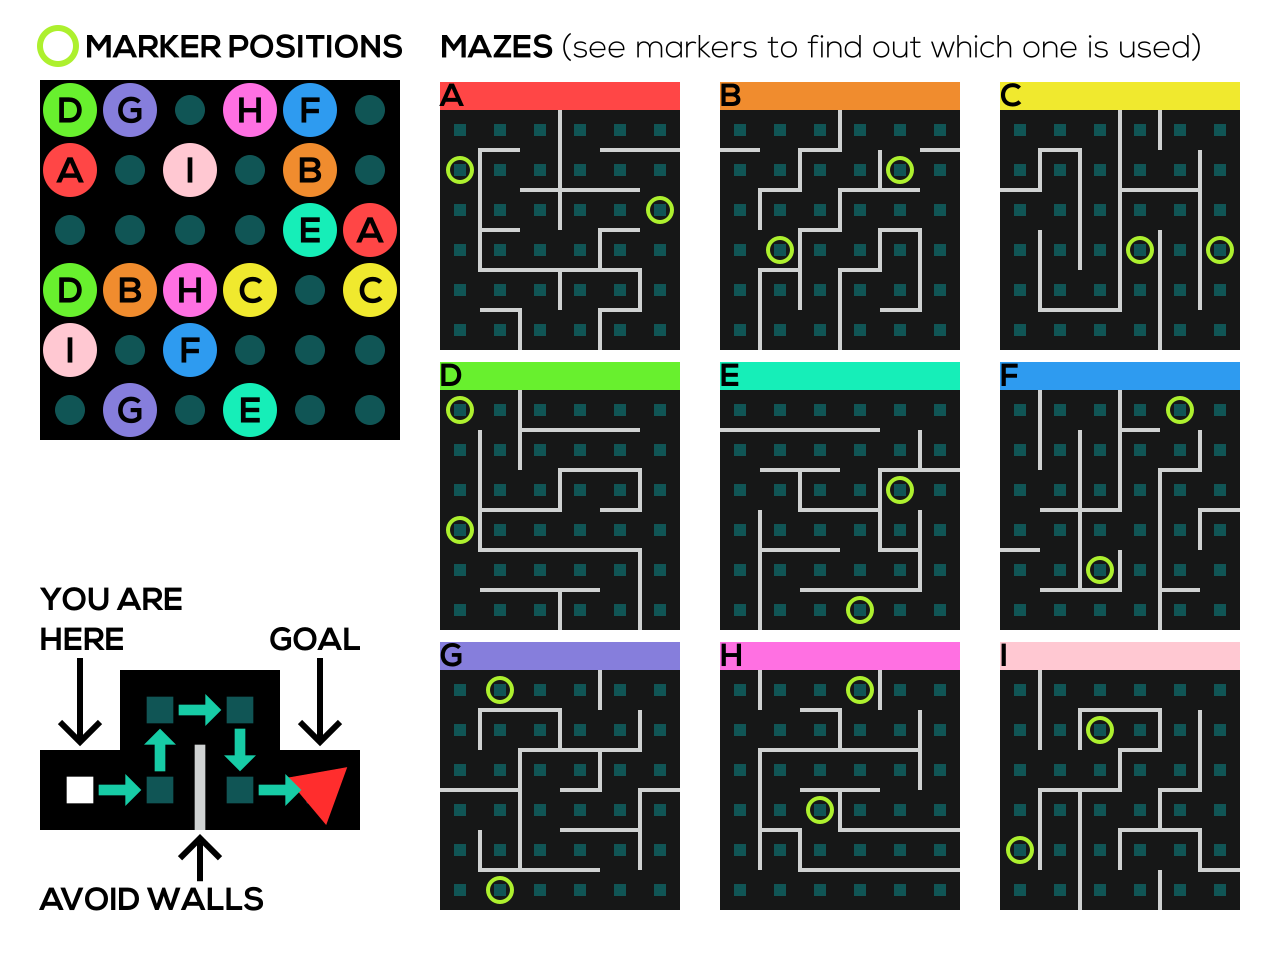 MARKER POSITIONS
D G H F
A I B
E A
D B H C C
I F
G E
YOU ARE
HERE
GOAL
AVOID WALLS
MAZES (see markers to find out which one is used)
A B C
D E F
G H I